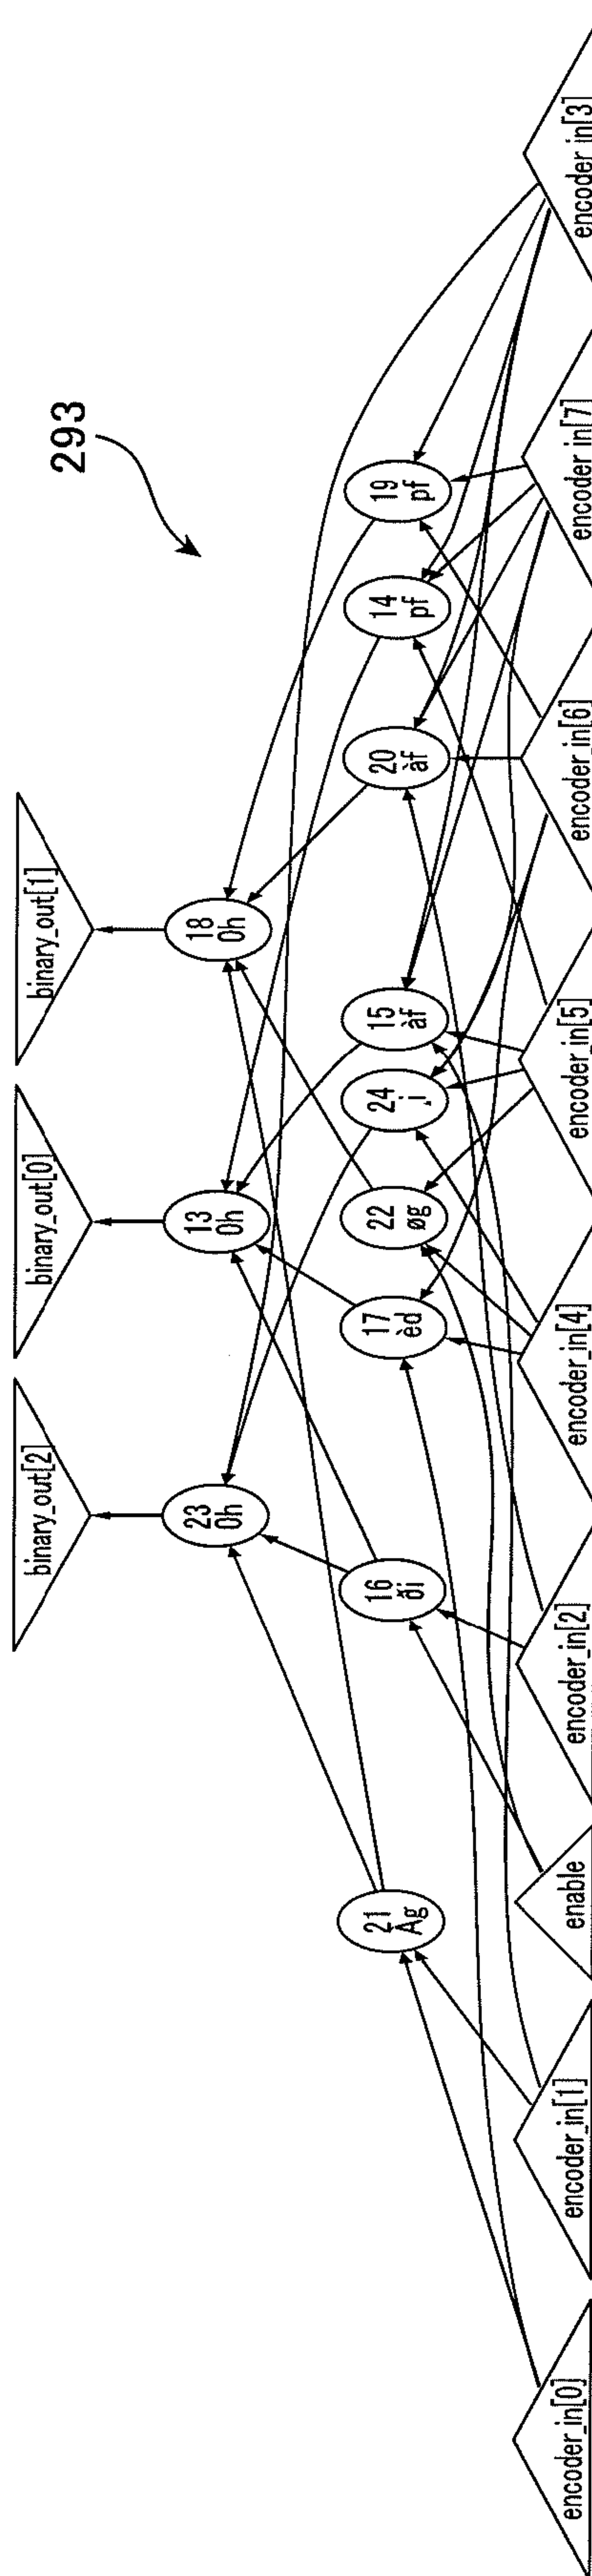 293
binary_out[2]
binary_out[0]
binary_out[1]
23
0h
13
0h
18
0h
21
Ag
16
ði
17
èd
22
øg
24
j
15
àf
20
àf
14
pf
19
pf
encoder_in[0]
encoder_in[1]
enable
encoder_in[2]
encoder_in[4]
encoder_in[5]
encoder_in[6]
encoder_in[7]
encoder_in[3]